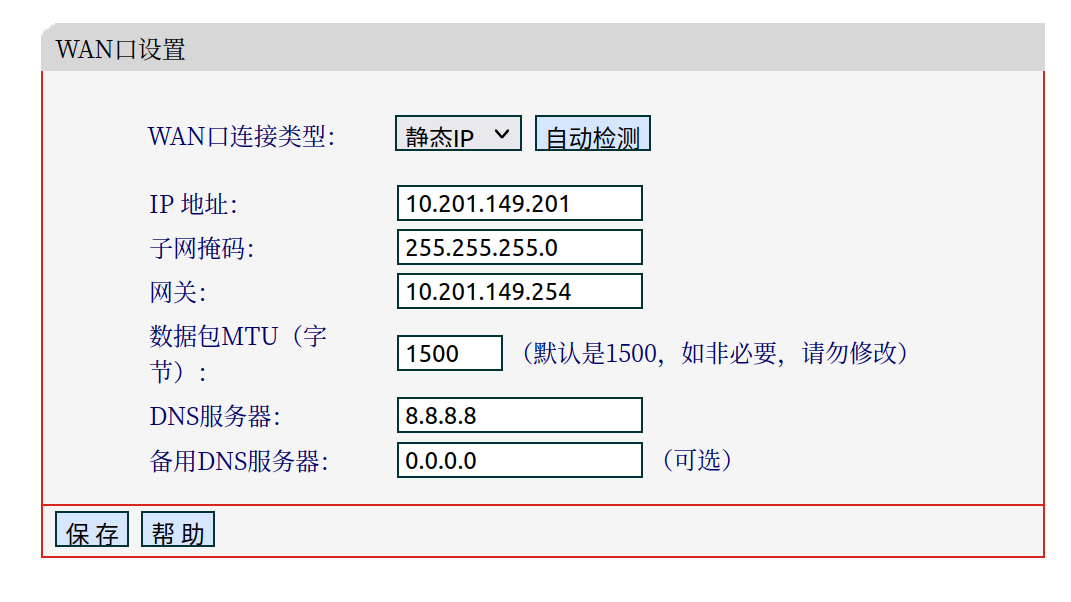 WAN口设置
WAN口连接类型： 静态IP 自动检测
IP 地址： 10.201.149.201
子网掩码： 255.255.255.0
网关： 10.201.149.254
数据包MTU（字
节）： 1500 （默认是1500，如非必要，请勿修改）
DNS服务器： 8.8.8.8
备用DNS服务器： 0.0.0.0 （可选）
保 存 帮 助